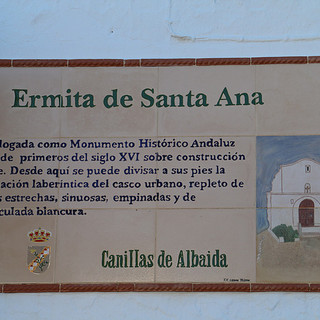 Ermita de Santa Ana
logada como Monumento Histórico Andaluz
de primeros del siglo XVI sobre construcción
e. Desde aquí se puede divisar a sus pies la
ación laberíntica del casco urbano, repleto de
s estrechas, sinuosas, empinadas y de
culada blancura.
Canillas de Albaida